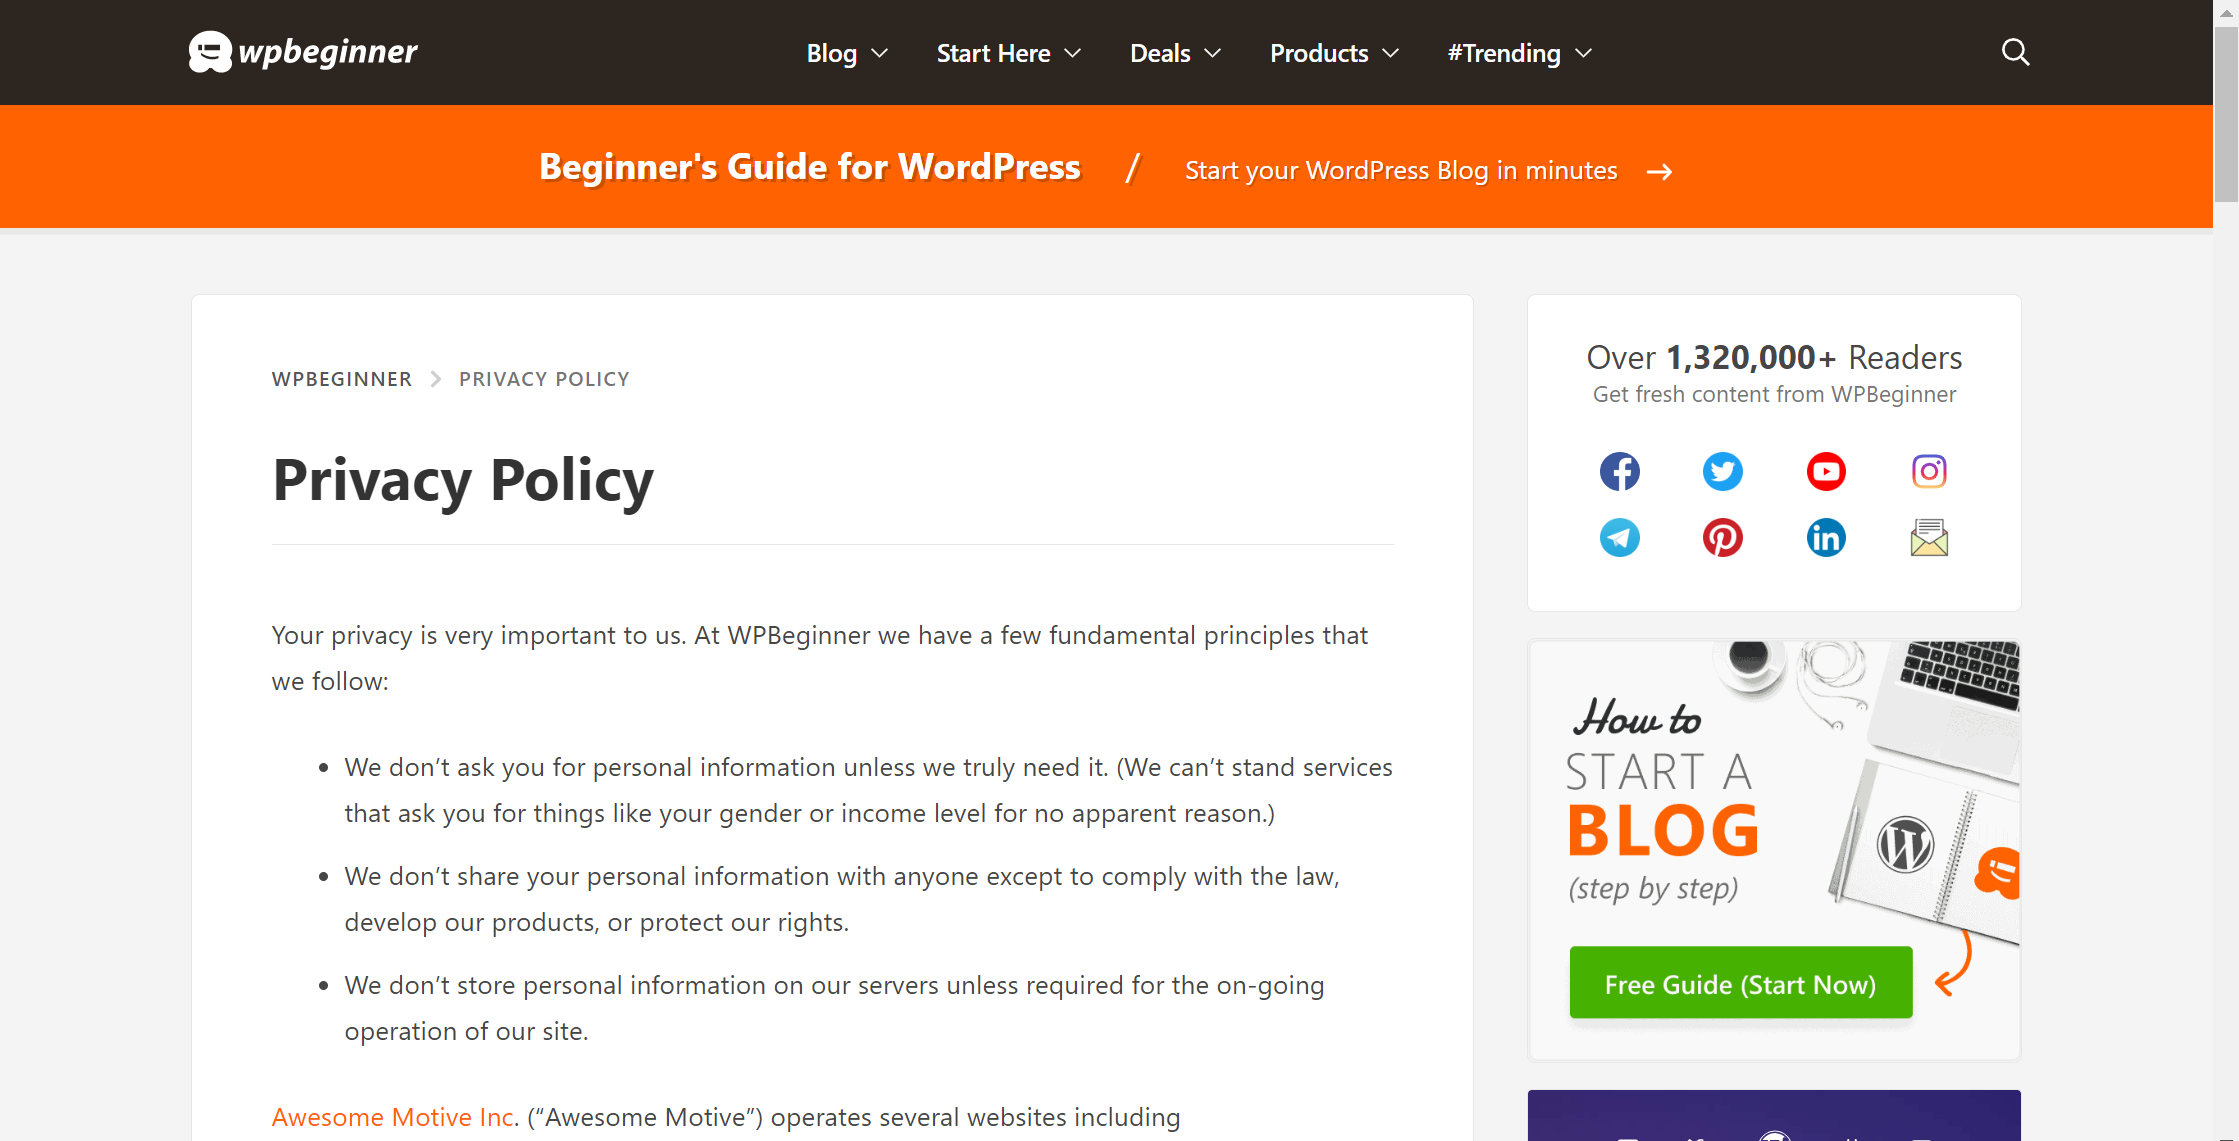 wpbeginner
Blog
Start Here
Deals
Products
#Trending
Beginner's Guide for WordPress / Start your WordPress Blog in minutes →
WPBEGINNER > PRIVACY POLICY
Privacy Policy
Your privacy is very important to us. At WPBeginner we have a few fundamental principles that
we follow:
• We don’t ask you for personal information unless we truly need it. (We can’t stand services
that ask you for things like your gender or income level for no apparent reason.)
• We don’t share your personal information with anyone except to comply with the law,
develop our products, or protect our rights.
• We don’t store personal information on our servers unless required for the on-going
operation of our site.
Awesome Motive Inc. (“Awesome Motive”) operates several websites including
Over 1,320,000+ Readers
Get fresh content from WPBeginner
How to
START A
BLOG
(step by step)
Free Guide (Start Now)